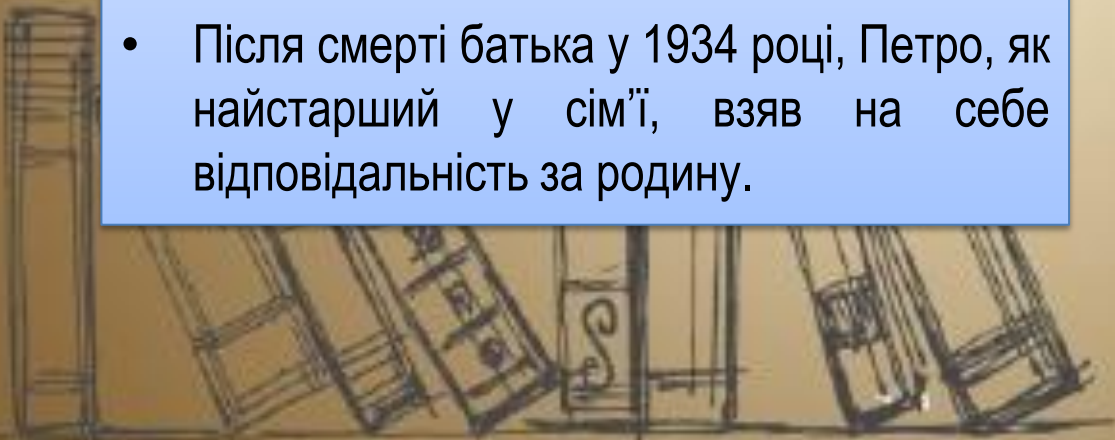 • Після смерті батька у 1934 році, Петро, як
найстарший у сім’ї, взяв на себе
відповідальність за родину.